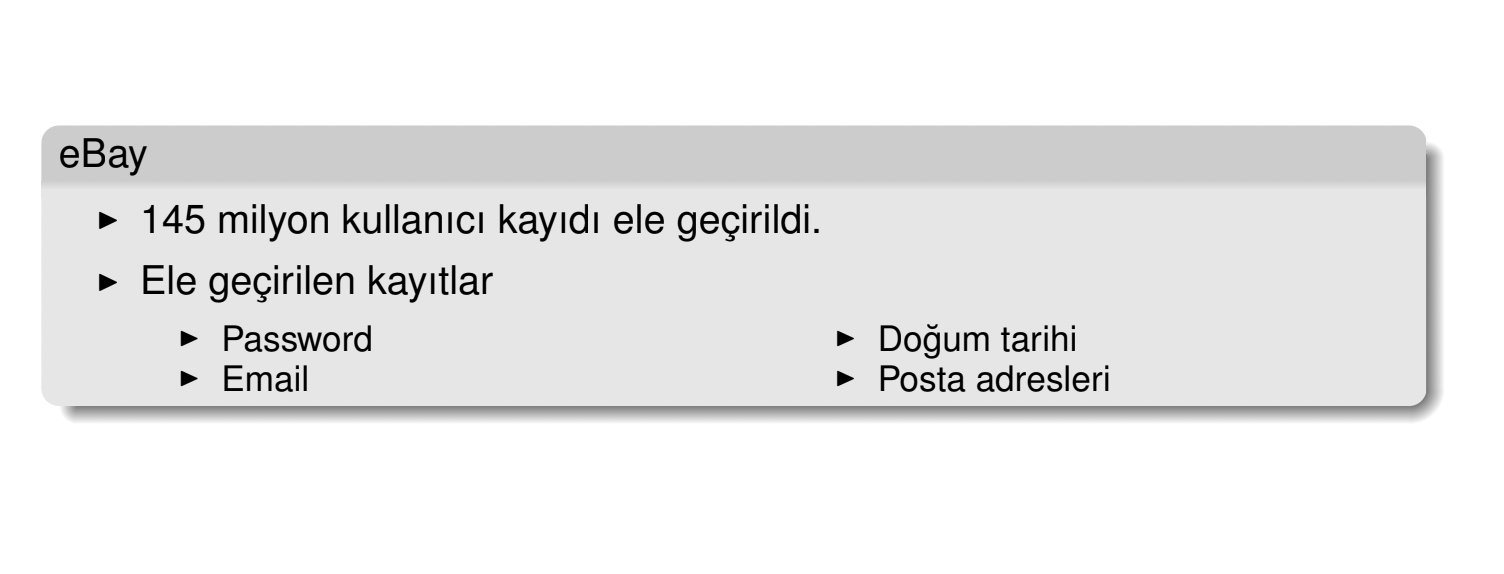 eBay
145 milyon kullanıcı kayıdı ele geçirildi.
Ele geçirilen kayıtlar
Password
Email
Doğum tarihi
Posta adresleri